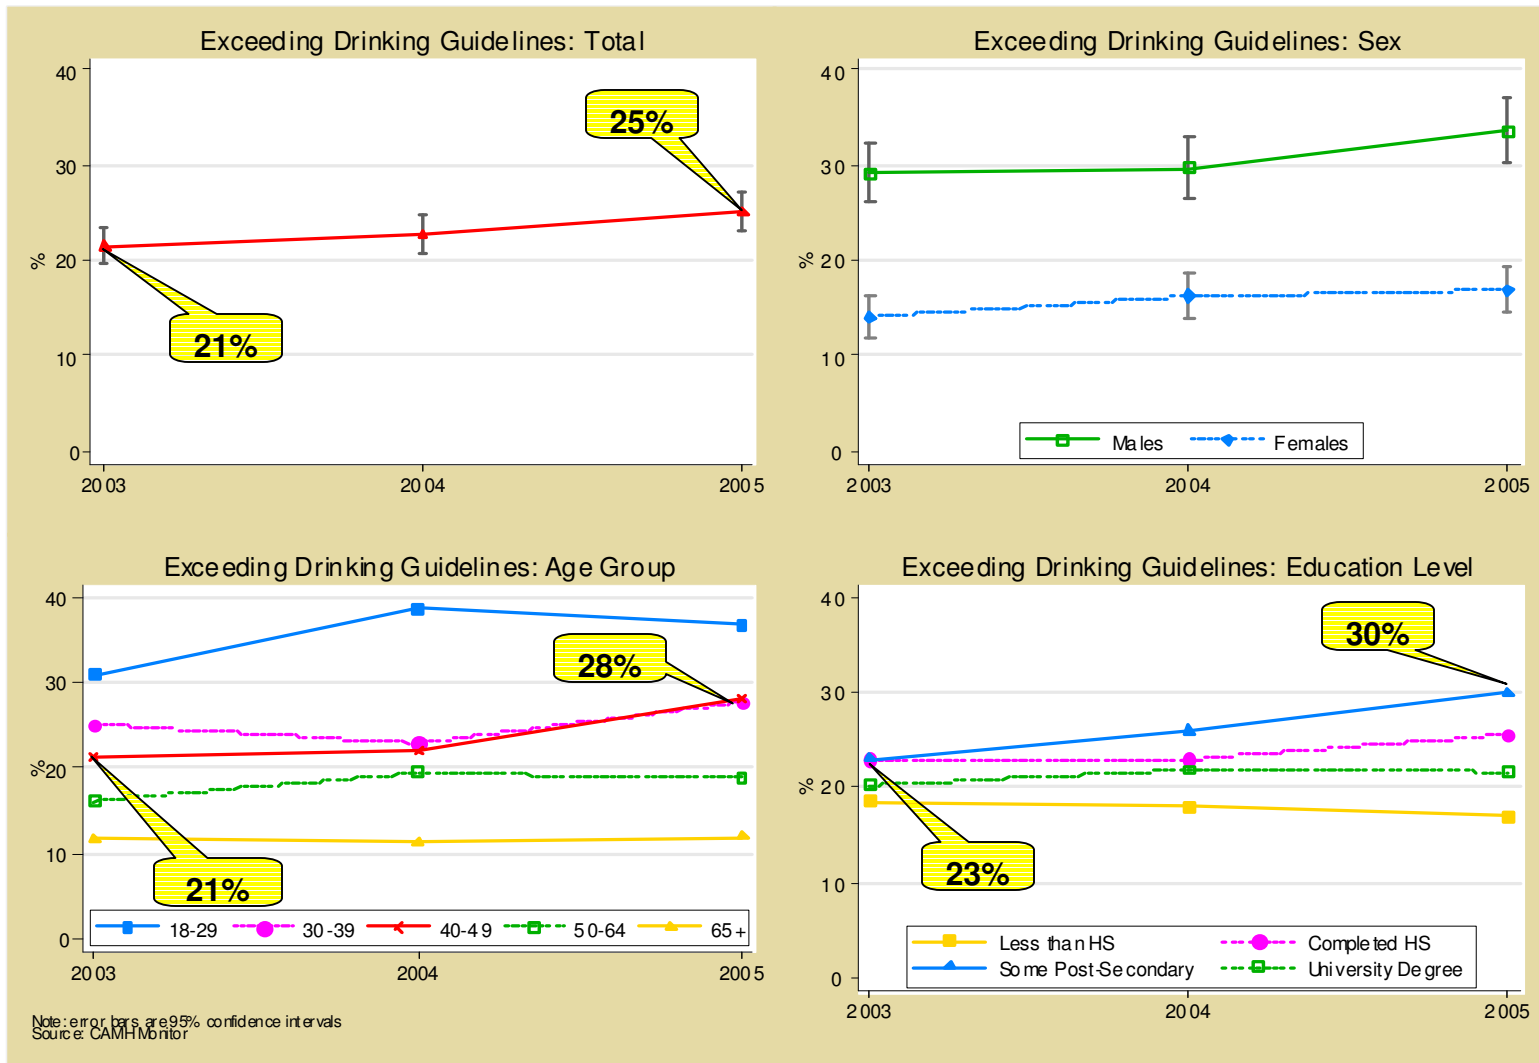 Exceeding Drinking Guidelines: Total
40
30
20
10
0
%
25%
21%
2003 2004 2005
Exceeding Drinking Guidelines: Sex
40
30
20
10
0
%
Males Females
2003 2004 2005
Exceeding Drinking Guidelines: Age Group
40
30
20
10
0
%
28%
21%
18-29 30-39 40-49 50-64 65+
2003 2004 2005
Exceeding Drinking Guidelines: Education Level
40
30
20
10
0
%
30%
23%
Less than HS Completed HS
Some Post-Secondary University Degree
2003 2004 2005
Note: error bars are 95% confidence intervals
Source: CAMH Monitor